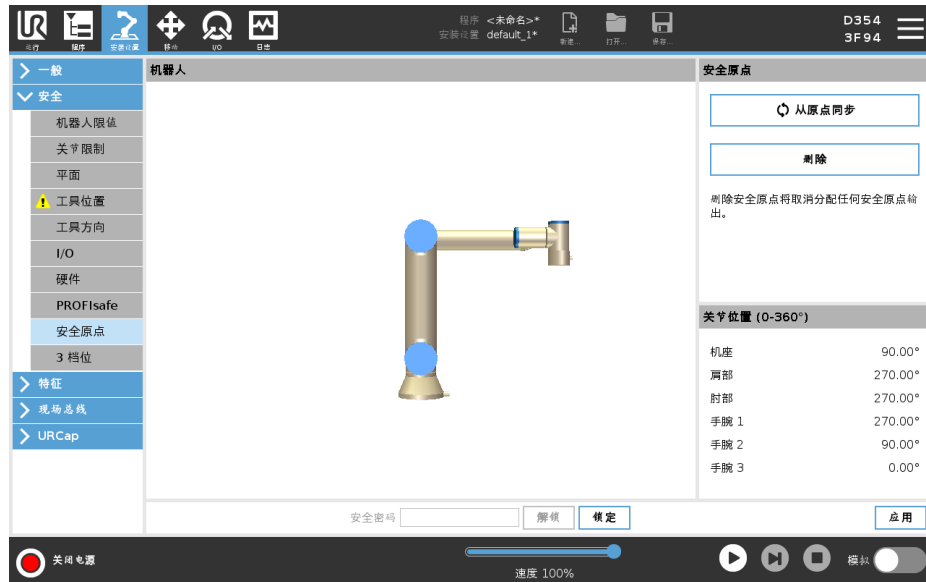 UR
程序 <未命名>*
安装设置 default_1*
D354
3F94
运行
程序
安装设置
移动
I/O
日志
新建...
打开...
保存...
一般
安全
机器人限值
关节限制
平面
工具位置
工具方向
I/O
硬件
PROFIsafe
安全原点
3 档位
特征
现场总线
URCap
机器人
安全原点
从原点同步
删除
删除安全原点将取消分配任何安全原点输
出。
关节位置 (0-360°)
机座 90.00°
肩部 270.00°
肘部 270.00°
手腕 1 270.00°
手腕 2 90.00°
手腕 3 0.00°
安全密码
解锁
锁定
应用
关闭电源
速度 100%
模拟